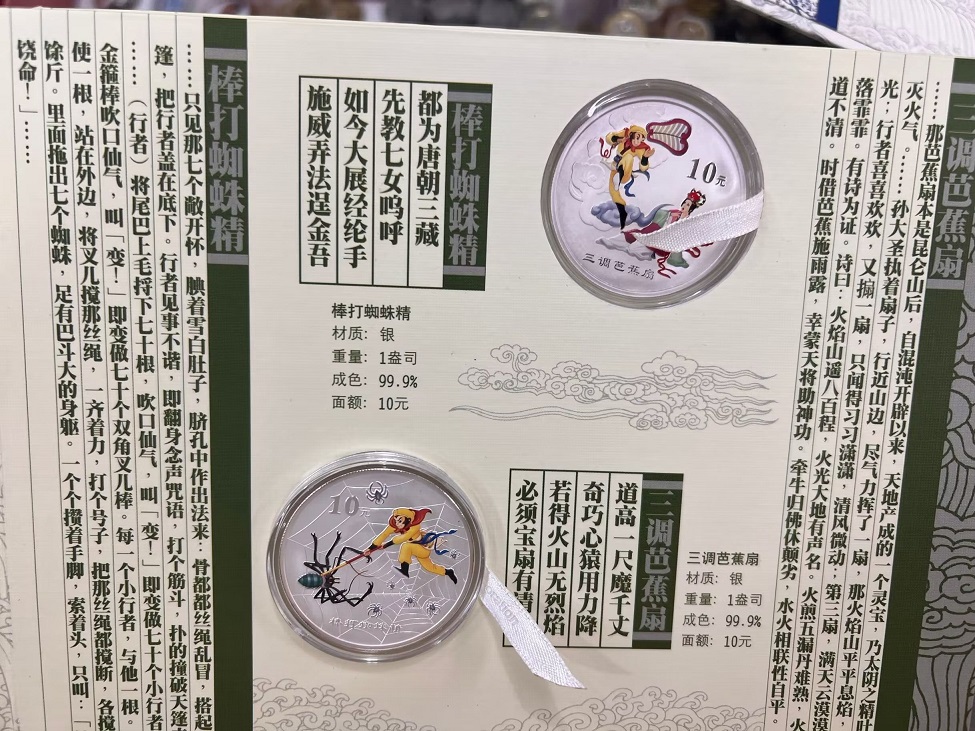 三调芭蕉扇
……那芭蕉扇本是昆仑山后，自混沌开辟以来，天地产成的一个灵宝，乃太阴之精叶
灭火气。……孙大圣执着扇子，行近山边，尽气力挥了一扇，那火焰山平平息焰，
光，行者喜喜欢欢，又搧一扇，只闻得习习潇潇，清风微动，第三扇，满天云漠漠
落霏霏。有诗为证。诗曰：火焰山遥八百程，火光大地有声名。火煎五漏丹难熟，火
道不清。时借芭蕉施雨露，幸蒙天将助神功。牵牛归佛休颠劣，水火相联性自平。
10元
三调芭蕉扇
棒打蜘蛛精
都为唐朝三藏
先教七女呜呼
如今大展经纶手
施威弄法逞金吾
棒打蜘蛛精
材质：银
重量：1盎司
成色：99.9%
面额：10元
三调芭蕉扇
道高一尺魔千丈
奇巧心猿用力降
若得火山无烈焰
必须宝扇有清
三调芭蕉扇
材质：银
重量：1盎司
成色：99.9%
面额：10元
10元
棒打蜘蛛精
……只见那七个敞开怀，腆着雪白肚子，脐孔中作出法来：骨都都丝绳乱冒，搭起
篷，把行者盖在底下。行者见事不谐，即翻身念声咒语，打个筋斗，扑的撞破天篷
……（行者）将尾巴上毛捋下七十根，吹口仙气，叫“变！”即变做七十个小行者
金箍棒吹口仙气，叫“变！”即变做七十个双角叉儿棒。每一个小行者，与他一根。
使一根，站在外边，将叉儿搅那丝绳，一齐着力，打个号子，把那丝绳都搅断，各搅
馀斤。里面拖出七个蜘蛛，足有巴斗大的身躯。一个个攒着手脚，索着头，只叫：“
饶命！”……